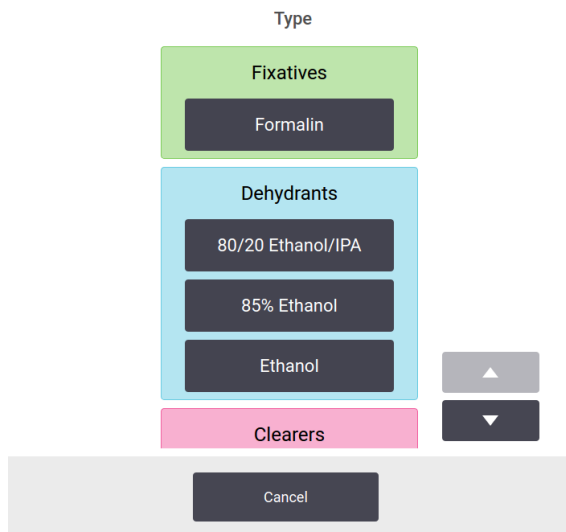 Type
Fixatives
Formalin
Dehydrants
80/20 Ethanol/IPA
85% Ethanol
Ethanol
Clearers
Cancel